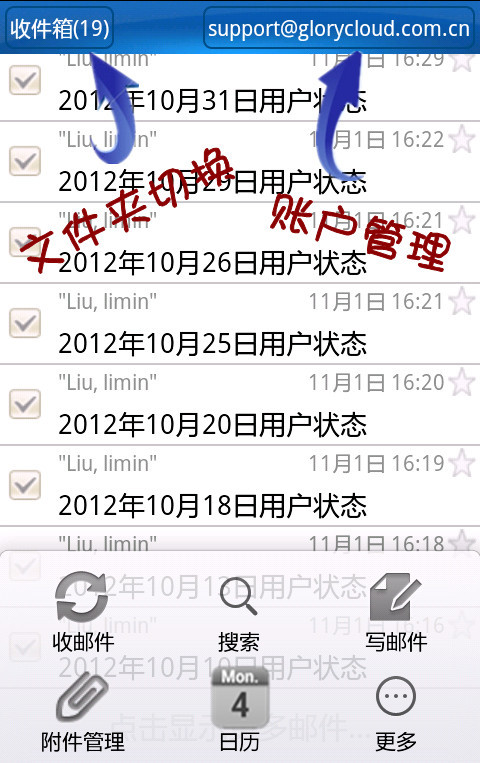 收件箱(19)
support@glorycloud.com.cn
"Liu, limin"
11月1日 16:29
2012年10月31日用户状态
"Liu, limin"
11月1日 16:22
2012年10月29日用户状态
"Liu, limin"
11月1日 16:21
2012年10月26日用户状态
文件夹切换
账户管理
"Liu, limin"
11月1日 16:21
2012年10月25日用户状态
"Liu, limin"
11月1日 16:20
2012年10月20日用户状态
"Liu, limin"
11月1日 16:19
2012年10月18日用户状态
"Liu, limin"
11月1日 16:18
2012年10月13日用户状态
11月1日 16:16
2012年10月10日用户状态
点击显示更多邮件...
收邮件
搜索
写邮件
附件管理
Mon.
4
日历
更多